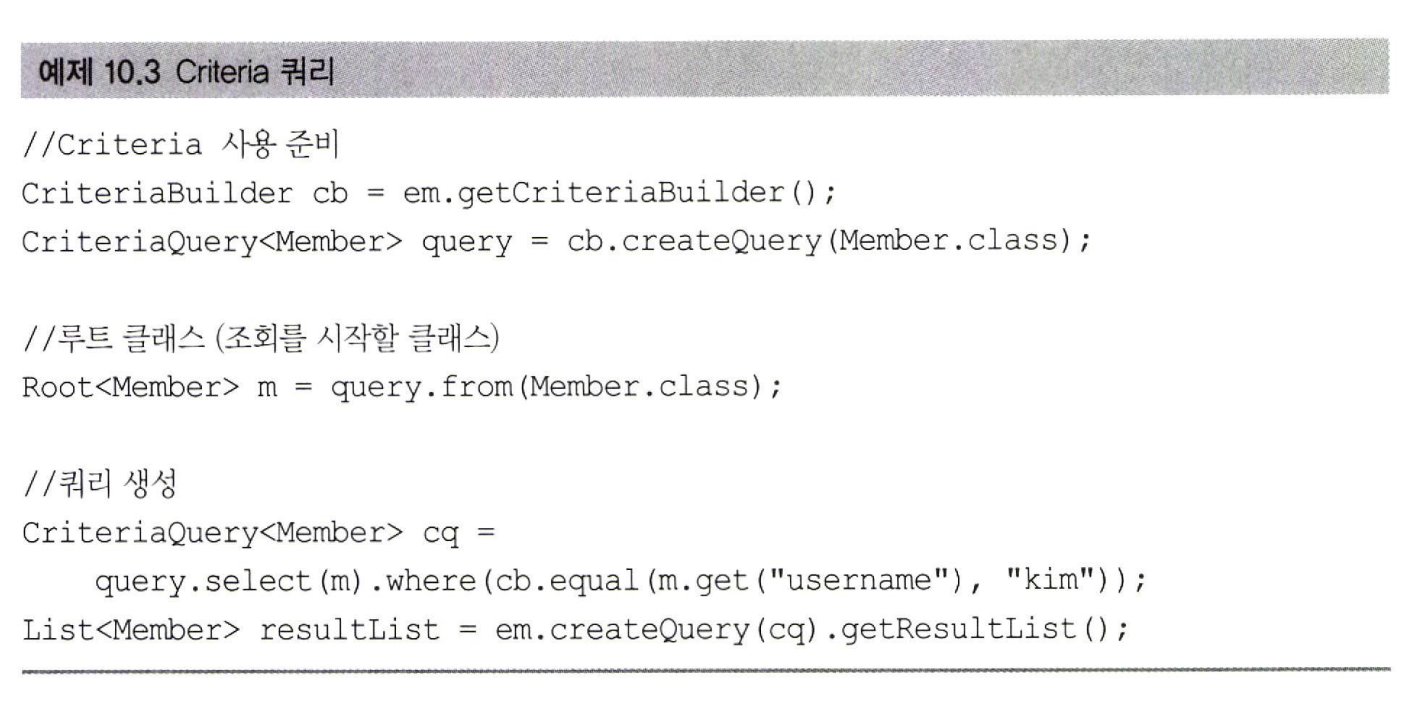 예제 10.3 Criteria 쿼리
//Criteria 사용 준비
CriteriaBuilder cb = em.getCriteriaBuilder();
CriteriaQuery<Member> query = cb.createQuery(Member.class);
//루트 클래스 (조회를 시작할 클래스)
Root<Member> m = query.from(Member.class);
//쿼리 생성
CriteriaQuery<Member> cq =
query.select(m).where(cb.equal(m.get("username"), "kim"));
List<Member> resultList = em.createQuery(cq).getResultList();